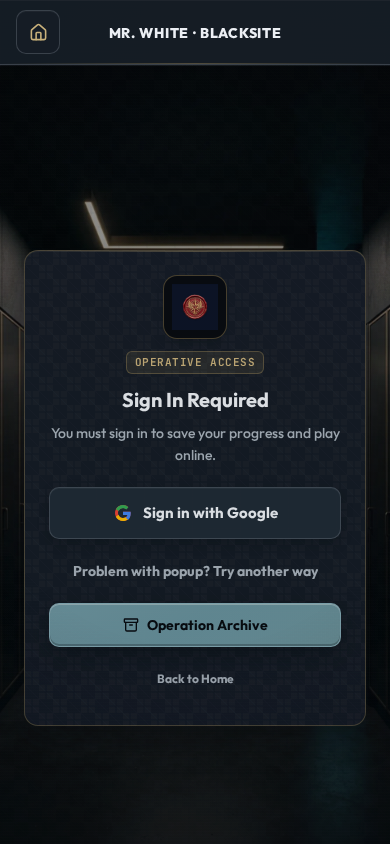 MR. WHITE · BLACKSITE
OPERATIVE ACCESS
Sign In Required
You must sign in to save your progress and play
online.
Sign in with Google
Problem with popup? Try another way
Operation Archive
Back to Home